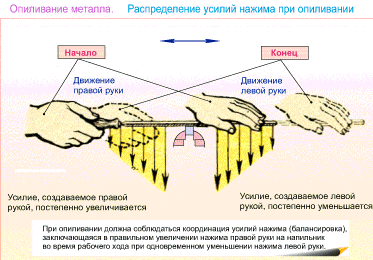 Опиливание металла. Распределение усилий нажима при опиливании
Начало
Конец
Движение
правой руки
Движение
левой руки
Усилие, создаваемое правой
рукой, постепенно увеличивается
Усилие, создаваемое левой
рукой, постепенно уменьшается
При опиливании должна соблюдаться координация усилий нажима (балансировка),
заключающаяся в правильном увеличении нажима правой руки на напильник
во время рабочего хода при одновременном уменьшении нажима левой руки.